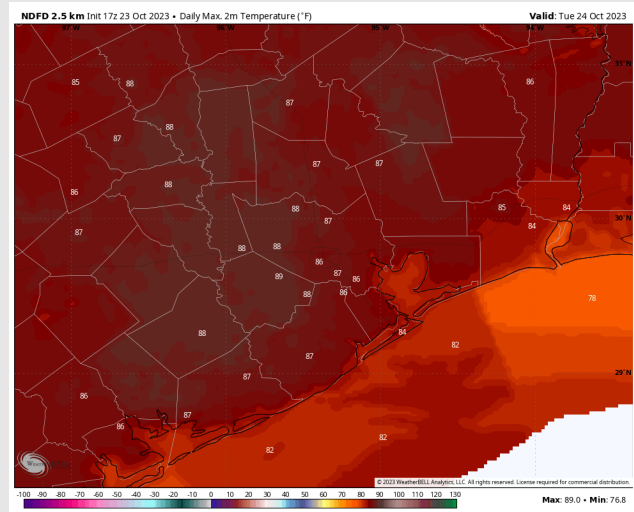 NDFD 2.5 km Init 17z 23 Oct 2023 • Daily Max. 2m Temperature (°F) Valid: Tue 24 Oct 2023
97°W 96°W 95°W 94°W
31°N
85 88 86
87
88
87
87 87
88
86
88 85 84
87 30°N
87 84
88 88
86
89 87 86
88 86
78
88 84
82
87
29°N
87
86
87
86
82
82
© 2023 WeatherBELL Analytics, LLC. All rights reserved. License required for commercial distribution.
-100 -90 -80 -70 -60 -50 -40 -30 -20 -10 0 10 20 30 40 50 60 70 80 90 100 110 120 130
Max: 89.0 • Min: 76.8